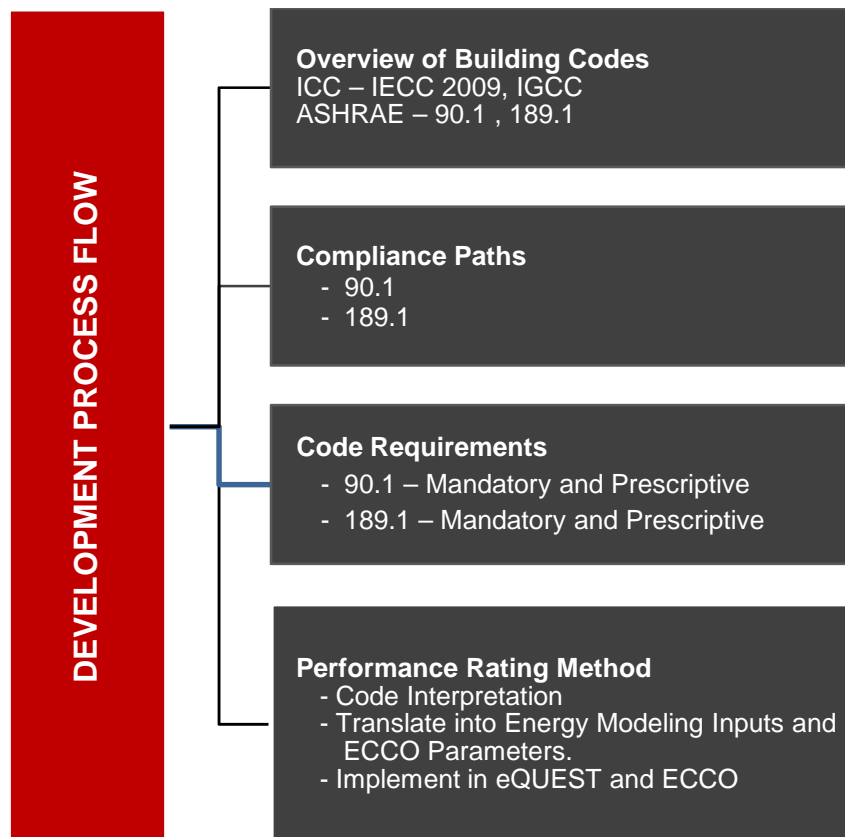 DEVELOPMENT PROCESS FLOW
Overview of Building Codes
ICC – IECC 2009, IGCC
ASHRAE – 90.1 , 189.1
Compliance Paths
- 90.1
- 189.1
Code Requirements
- 90.1 – Mandatory and Prescriptive
- 189.1 – Mandatory and Prescriptive
Performance Rating Method
- Code Interpretation
- Translate into Energy Modeling Inputs and
ECCO Parameters.
- Implement in eQUEST and ECCO